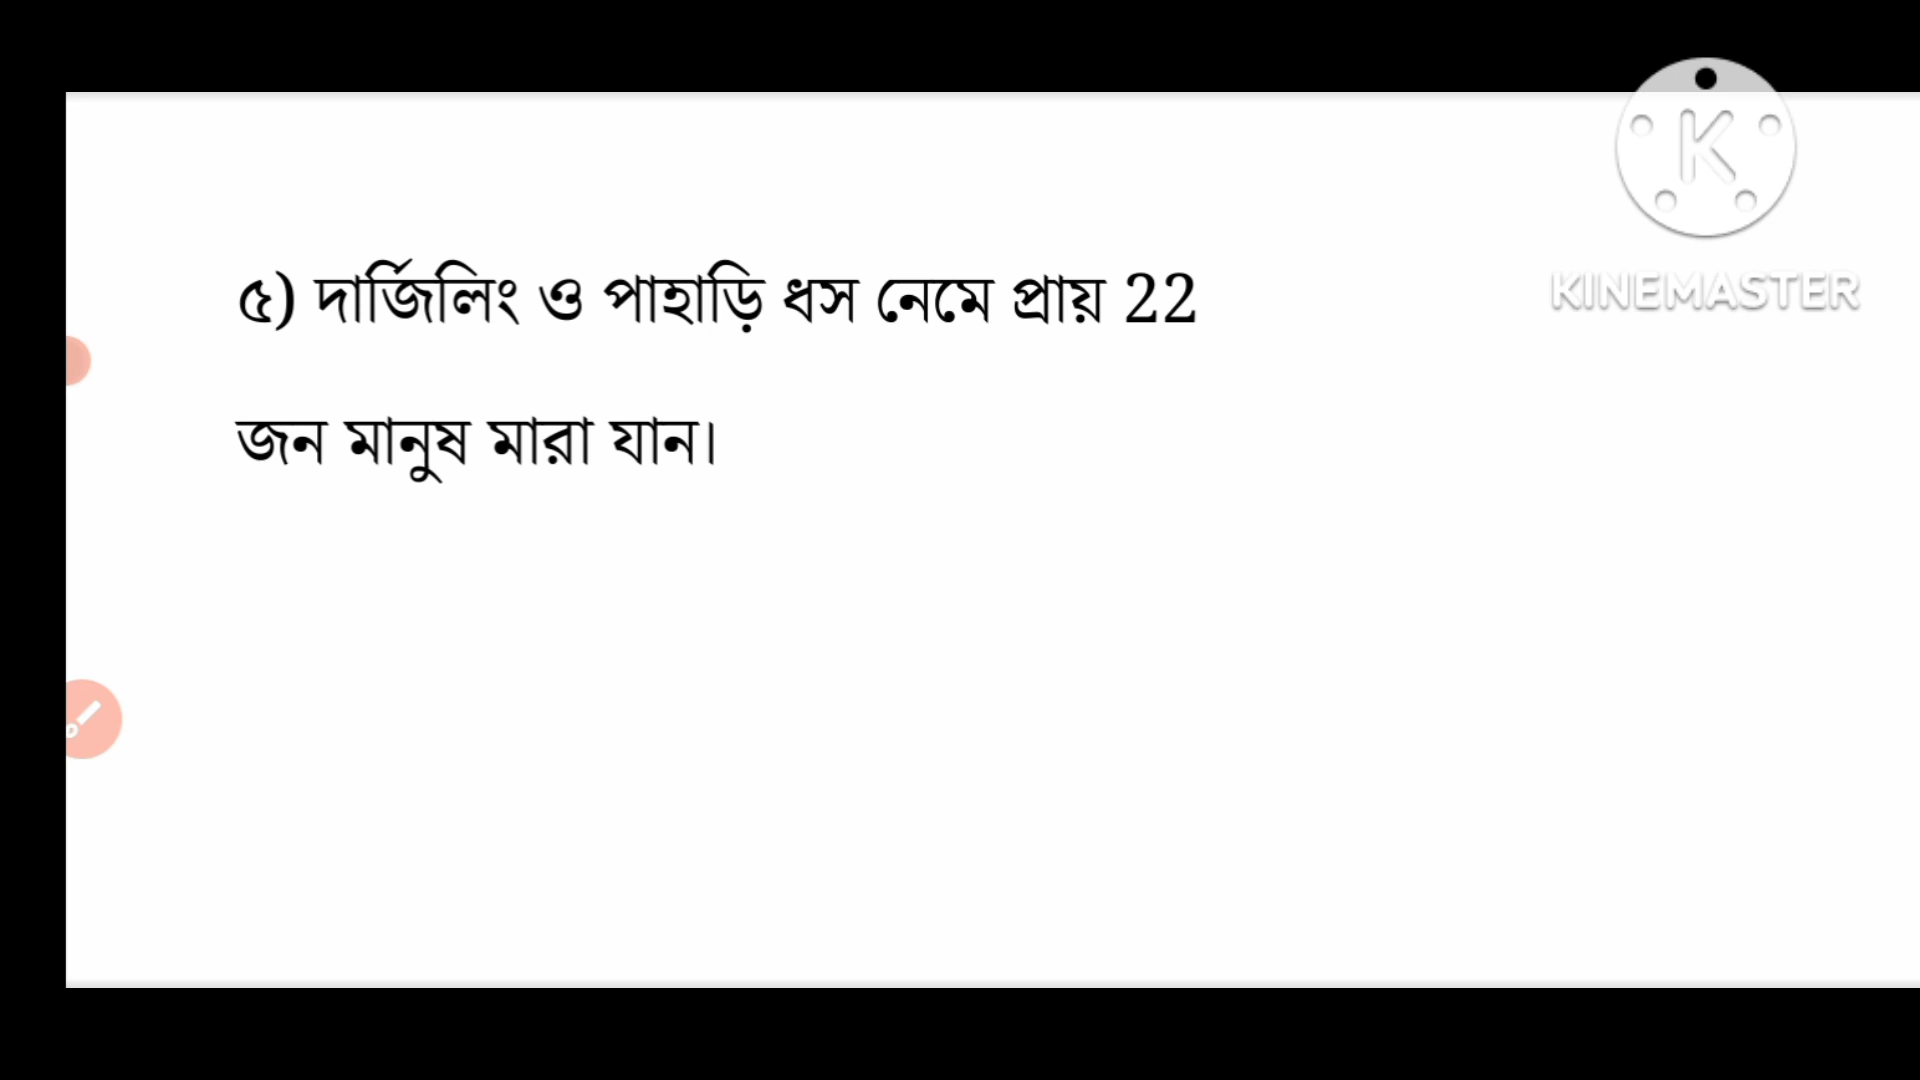 KINEMASTER
৫) দার্জিলিং ও পাহাড়ি ধস নেমে প্রায় 22
জন মানুষ মারা যান।